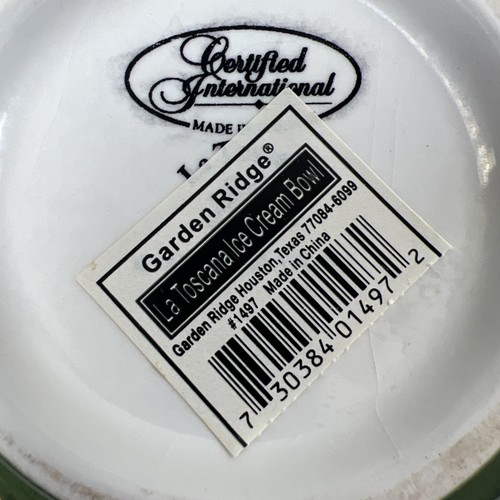 Certified
International
MADE
Garden Ridge®
La Toscana Ice Cream Bowl
Garden Ridge Houston, Texas 77084-6099
#1497 Made in China
7 30384 01497 2